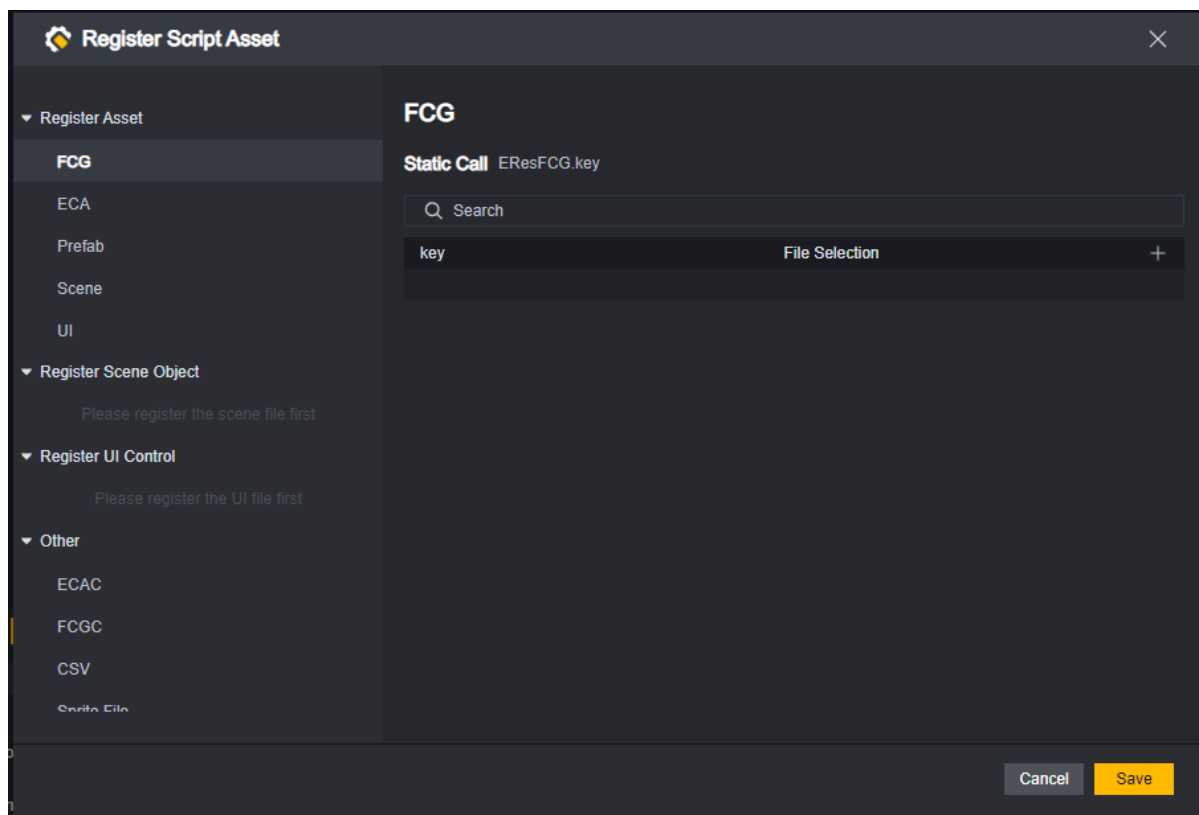 Register Script Asset
Register Asset
FCG
ECA
Prefab
Scene
UI
Register Scene Object
Please register the scene file first
Register UI Control
Please register the UI file first
Other
ECAC
FCGC
CSV
Sprite File
FCG
Static Call EResFCG.key
Search
key File Selection
Cancel Save